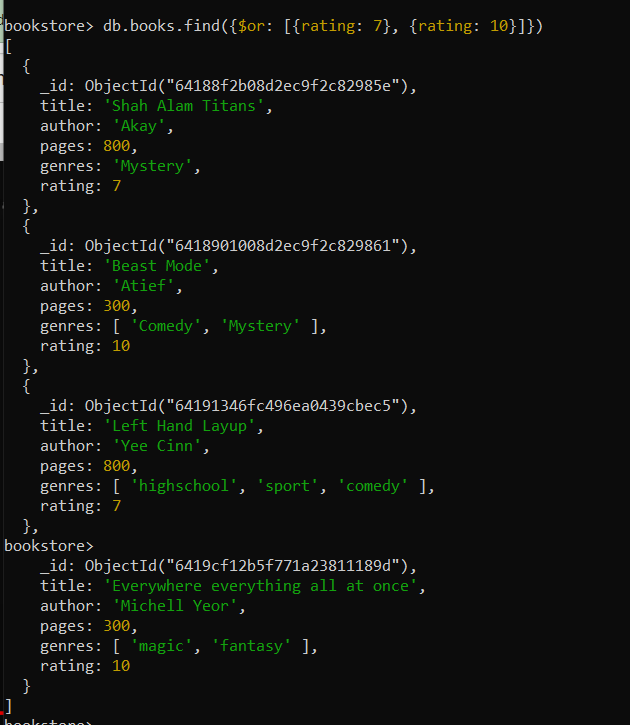 bookstore> db.books.find({$or: [{rating: 7}, {rating: 10}]})
[
  {
    _id: ObjectId("64188f2b08d2ec9f2c82985e"),
    title: 'Shah Alam Titans',
    author: 'Akay',
    pages: 800,
    genres: 'Mystery',
    rating: 7
  },
  {
    _id: ObjectId("6418901008d2ec9f2c829861"),
    title: 'Beast Mode',
    author: 'Atief',
    pages: 300,
    genres: [ 'Comedy', 'Mystery' ],
    rating: 10
  },
  {
    _id: ObjectId("64191346fc496ea0439cbec5"),
    title: 'Left Hand Layup',
    author: 'Yee Cinn',
    pages: 800,
    genres: [ 'highschool', 'sport', 'comedy' ],
    rating: 7
  },
bookstore>
    _id: ObjectId("6419cf12b5f771a23811189d"),
    title: 'Everywhere everything all at once',
    author: 'Michell Yeor',
    pages: 300,
    genres: [ 'magic', 'fantasy' ],
    rating: 10
  }
]
bookstore>